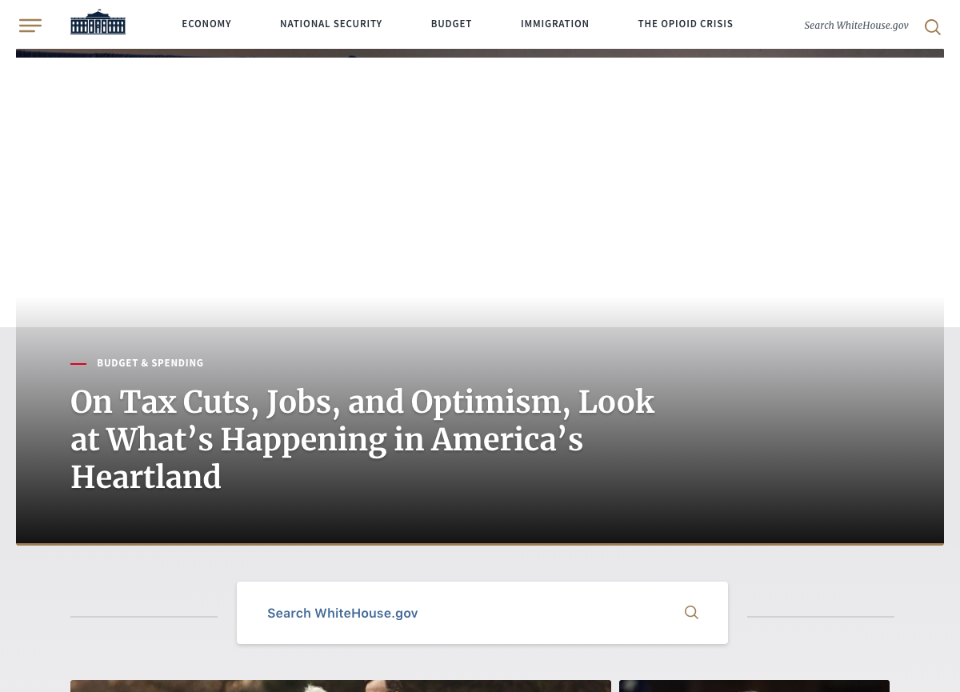 ECONOMY NATIONAL SECURITY BUDGET IMMIGRATION THE OPIOID CRISIS Search WhiteHouse.gov
BUDGET & SPENDING
On Tax Cuts, Jobs, and Optimism, Look
at What’s Happening in America’s
Heartland
Search WhiteHouse.gov